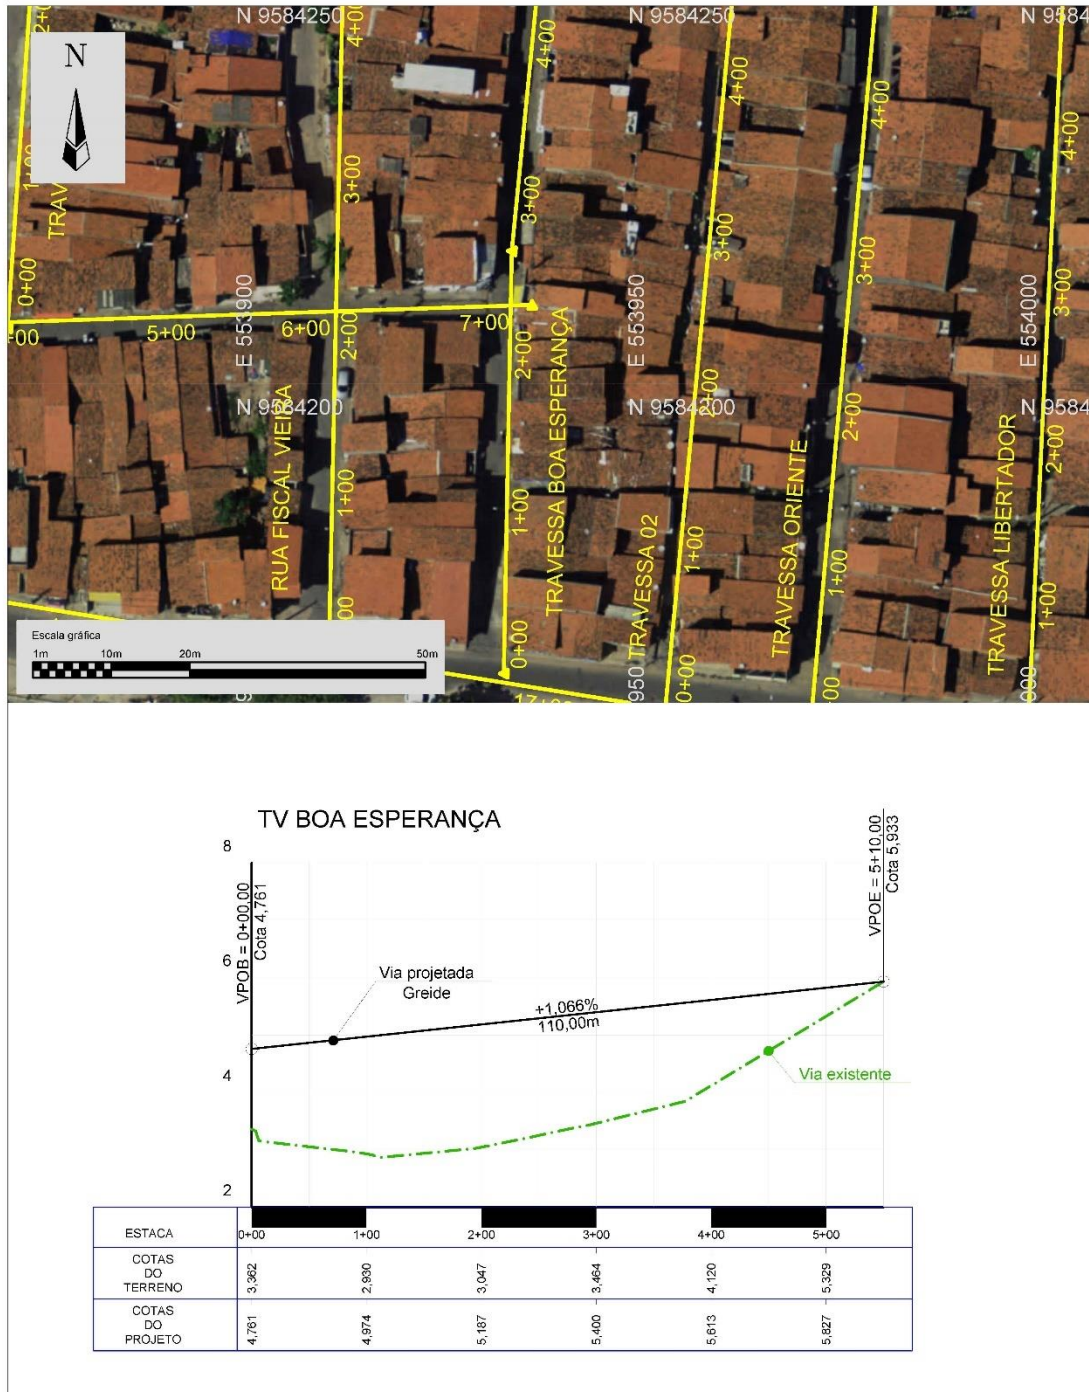 N 9584250
N 9584250
N 9584
N
2+00
4+00
4+00
4+00
4+00
4+00
1+00
TRAV
3+00
3+00
3+00
3+00
3+00
0+00
E 553900
E 553950
E 554000
+00
5+00
6+00
2+00
7+00
2+00
2+00
2+00
2+00
N 9584200
N 9584200
N 9584
RUA FISCAL VIEIRA
1+00
1+00
TRAVESSA BOA ESPERANÇA
TRAVESSA 02
1+00
TRAVESSA ORIENTE
1+00
TRAVESSA LIBERTADOR
1+00
00
0+00
950
0+00
+00
000
Escala gráfica
1m 10m 20m 50m
TV BOA ESPERANÇA
8
6
4
2
VPOB = 0+00,00
Cota 4,761
VPOE = 5+10,00
Cota 5,933
Via projetada
Greide
+1,066%
110,00m
Via existente
ESTACA 0+00 1+00 2+00 3+00 4+00 5+00
COTAS
DO
TERRENO
3,362 2,930 3,047 3,464 4,120 5,329
COTAS
DO
PROJETO
4,761 4,974 5,187 5,400 5,613 5,827